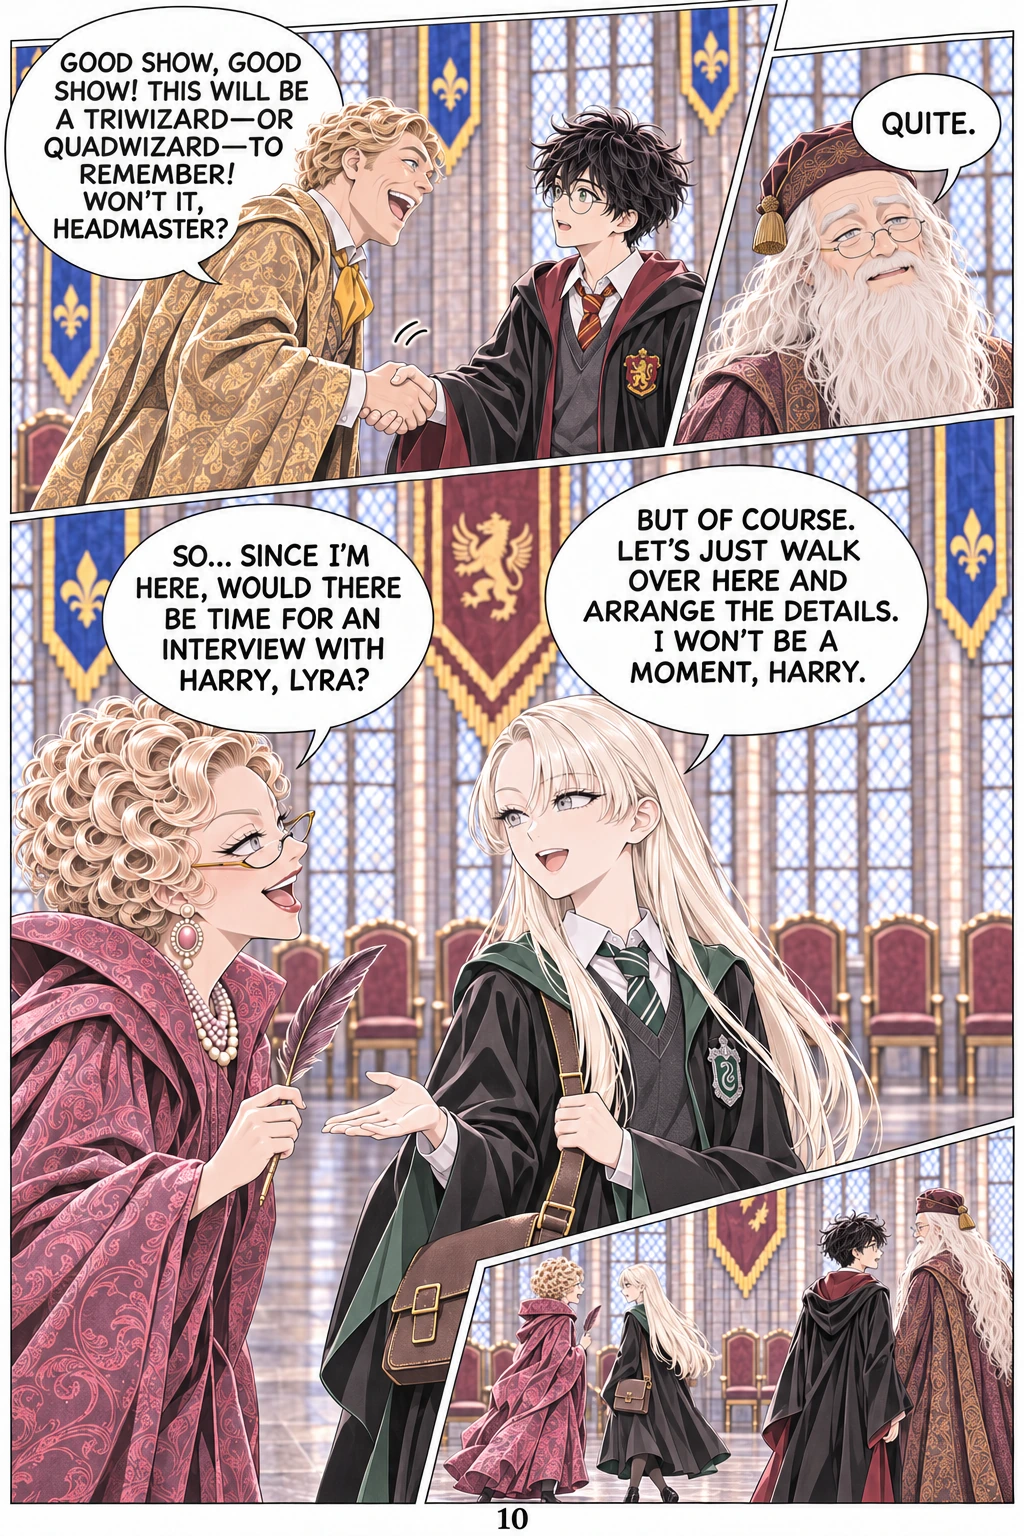 GOOD SHOW, GOOD
SHOW! THIS WILL BE
A TRIWIZARD—OR
QUADWIZARD—TO
REMEMBER!
WON'T IT,
HEADMASTER?
QUITE.
SO... SINCE I'M
HERE, WOULD THERE
BE TIME FOR AN
INTERVIEW WITH
HARRY, LYRA?
BUT OF COURSE.
LET'S JUST WALK
OVER HERE AND
ARRANGE THE DETAILS.
I WON'T BE A
MOMENT, HARRY.
10